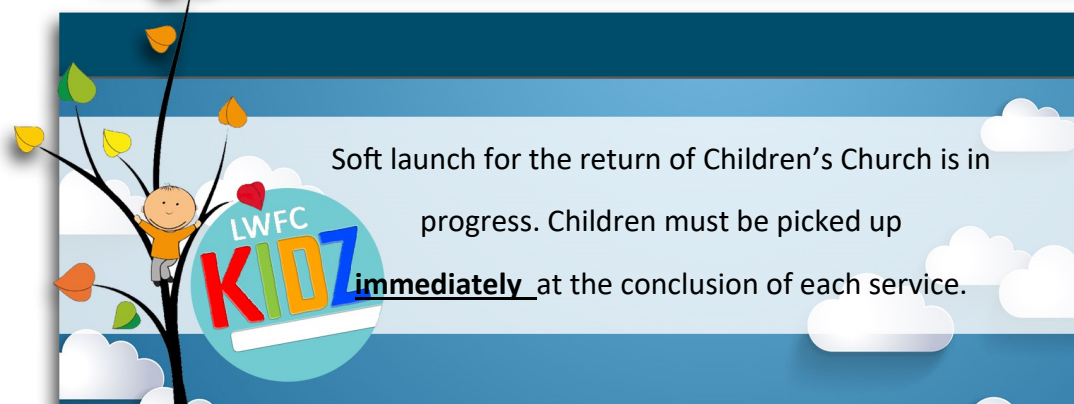 Soft launch for the return of Children’s Church is in
progress. Children must be picked up
immediately at the conclusion of each service.
LWFC
KIDZ